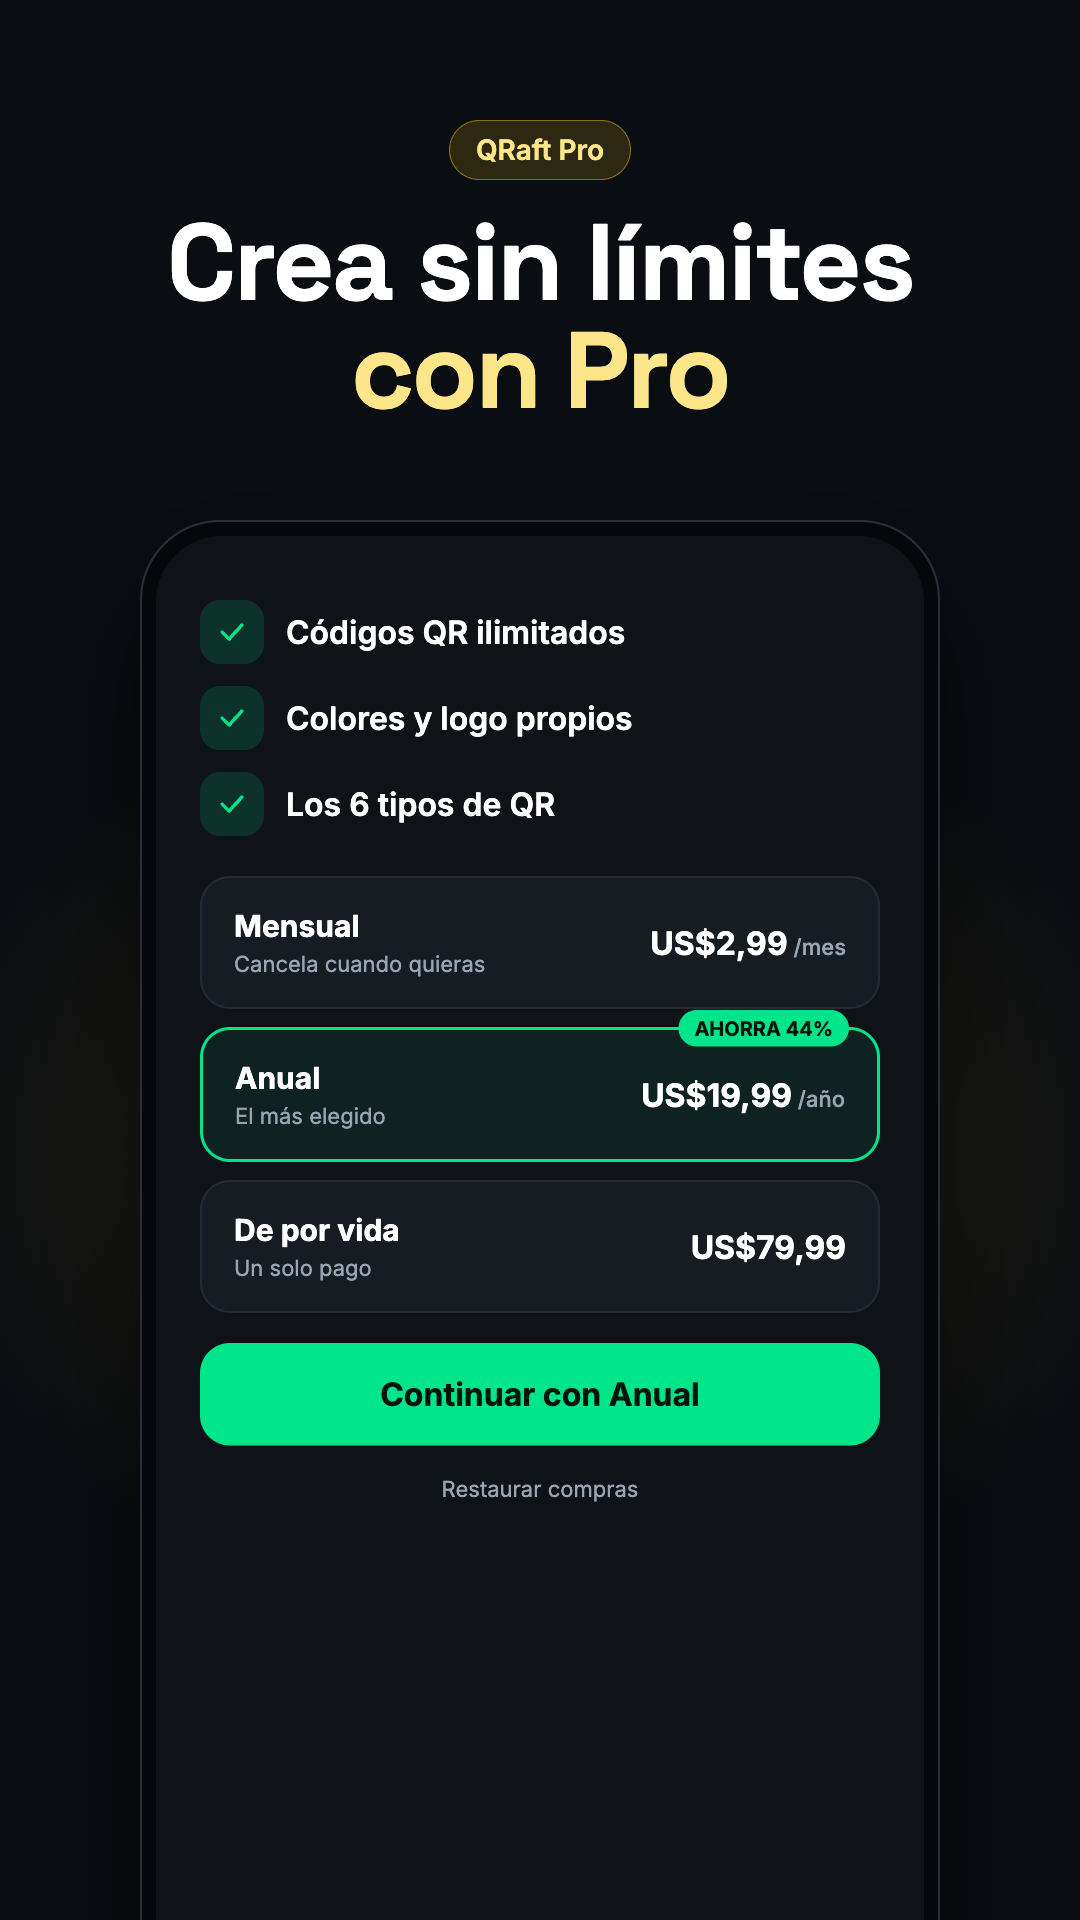 QRaft Pro
Crea sin límites
con Pro
Códigos QR ilimitados
Colores y logo propios
Los 6 tipos de QR
Mensual
Cancela cuando quieras
US$2,99 /mes
AHORRA 44%
Anual
El más elegido
US$19,99 /año
De por vida
Un solo pago
US$79,99
Continuar con Anual
Restaurar compras